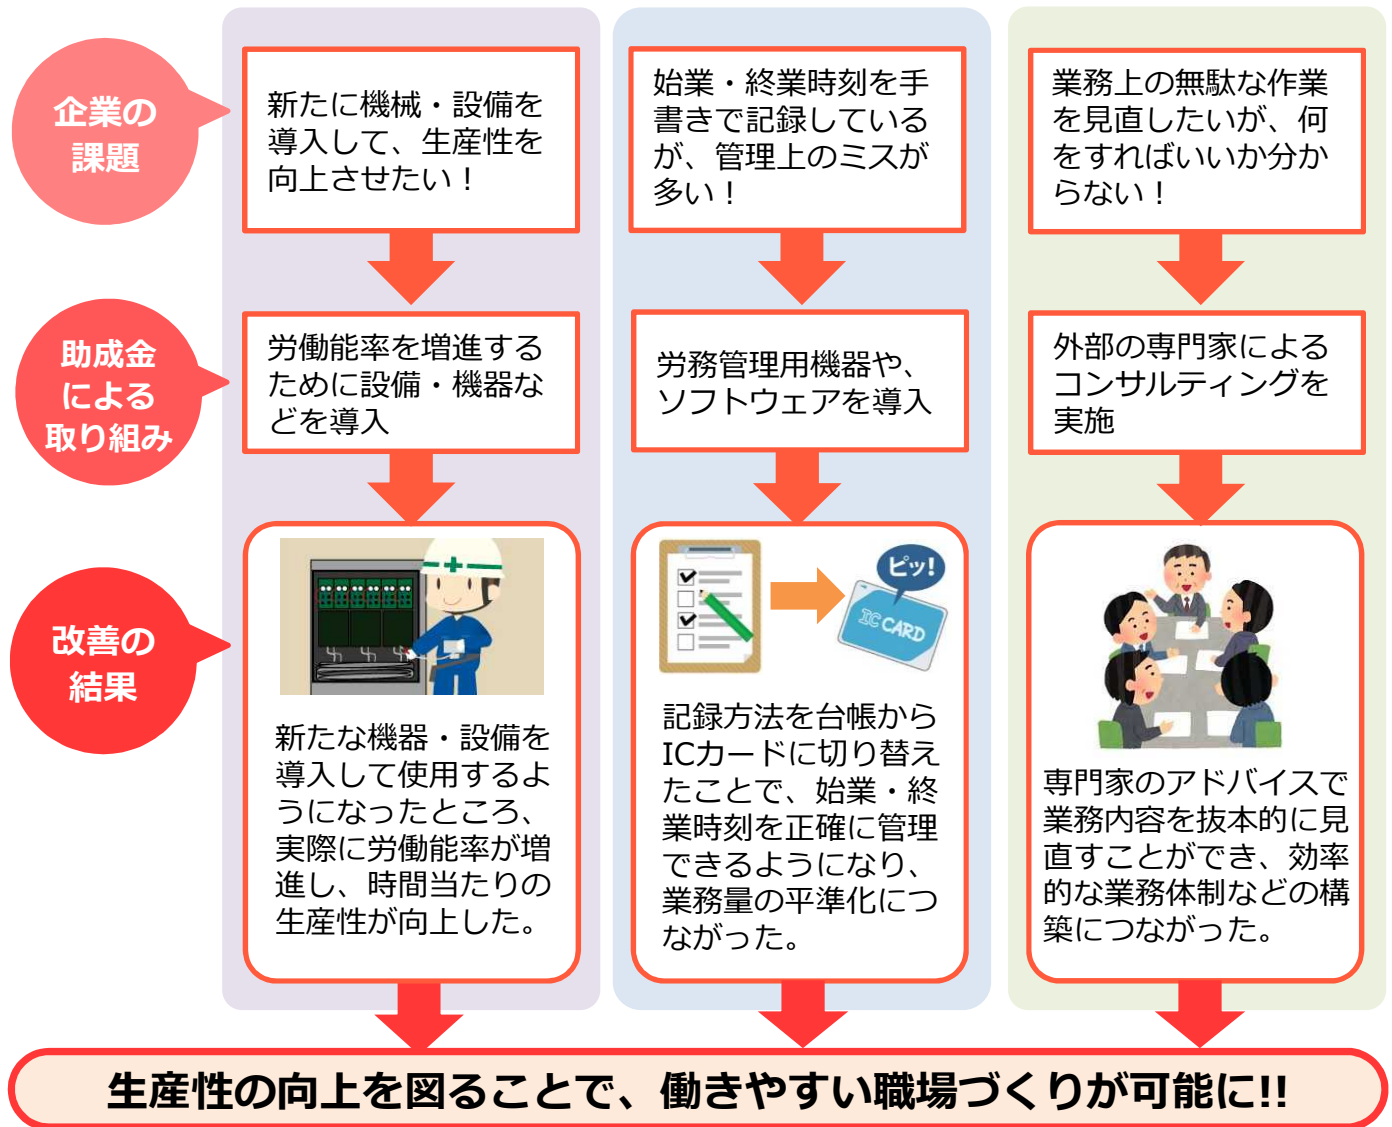 企業の
課題
新たに機械・設備を
導入して、生産性を
向上させたい！
始業・終業時刻を手
書きで記録している
が、管理上のミスが
多い！
業務上の無駄な作業
を見直したいが、何
をすればいいか分か
らない！
助成金
による
取り組み
労働能率を増進する
ために設備・機器な
どを導入
労務管理用機器や、
ソフトウェアを導入
外部の専門家による
コンサルティングを
実施
改善の
結果
新たな機器・設備を
導入して使用するよ
うになったところ、
実際に労働能率が増
進し、時間当たりの
生産性が向上した。
ピッ!
IC CARD
記録方法を台帳から
ICカードに切り替え
たことで、始業・終
業時刻を正確に管理
できるようになり、
業務量の平準化につ
ながった。
専門家のアドバイスで
業務内容を抜本的に見
直すことができ、効率
的な業務体制などの構
築につながった。
生産性の向上を図ることで、働きやすい職場づくりが可能に!!